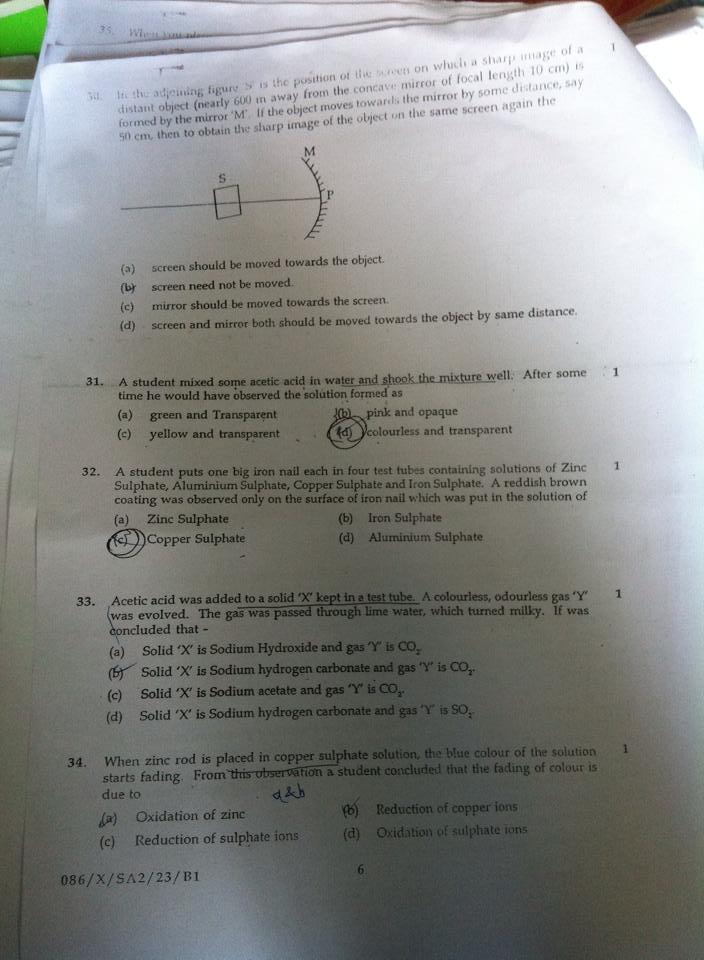 35. When you
30. In the adjoining figure 'S' is the position of the screen on which a sharp image of a 1
distant object (nearly 600 m away from the concave mirror of focal length 10 cm) is
formed by the mirror 'M'. If the object moves towards the mirror by some distance, say
50 cm, then to obtain the sharp image of the object on the same screen again the
M
S
P
(a) screen should be moved towards the object.
(b) screen need not be moved.
(c) mirror should be moved towards the screen.
(d) screen and mirror both should be moved towards the object by same distance.
31. A student mixed some acetic acid in water and shook the mixture well. After some 1
time he would have observed the solution formed as
(a) green and Transparent (b) pink and opaque
(c) yellow and transparent (d) colourless and transparent
32. A student puts one big iron nail each in four test tubes containing solutions of Zinc 1
Sulphate, Aluminium Sulphate, Copper Sulphate and Iron Sulphate. A reddish brown
coating was observed only on the surface of iron nail which was put in the solution of
(a) Zinc Sulphate (b) Iron Sulphate
(c) Copper Sulphate (d) Aluminium Sulphate
33. Acetic acid was added to a solid 'X' kept in a test tube. A colourless, odourless gas 'Y' 1
was evolved. The gas was passed through lime water, which turned milky. If was
concluded that -
(a) Solid 'X' is Sodium Hydroxide and gas 'Y' is CO₂
(b) Solid 'X' is Sodium hydrogen carbonate and gas 'Y' is CO₂.
(c) Solid 'X' is Sodium acetate and gas 'Y' is CO₂.
(d) Solid 'X' is Sodium hydrogen carbonate and gas 'Y' is SO₂.
34. When zinc rod is placed in copper sulphate solution, the blue colour of the solution 1
starts fading. From this observation a student concluded that the fading of colour is
due to a&b
(a) Oxidation of zinc (b) Reduction of copper ions
(c) Reduction of sulphate ions (d) Oxidation of sulphate ions
086/X/SA2/23/B1 6